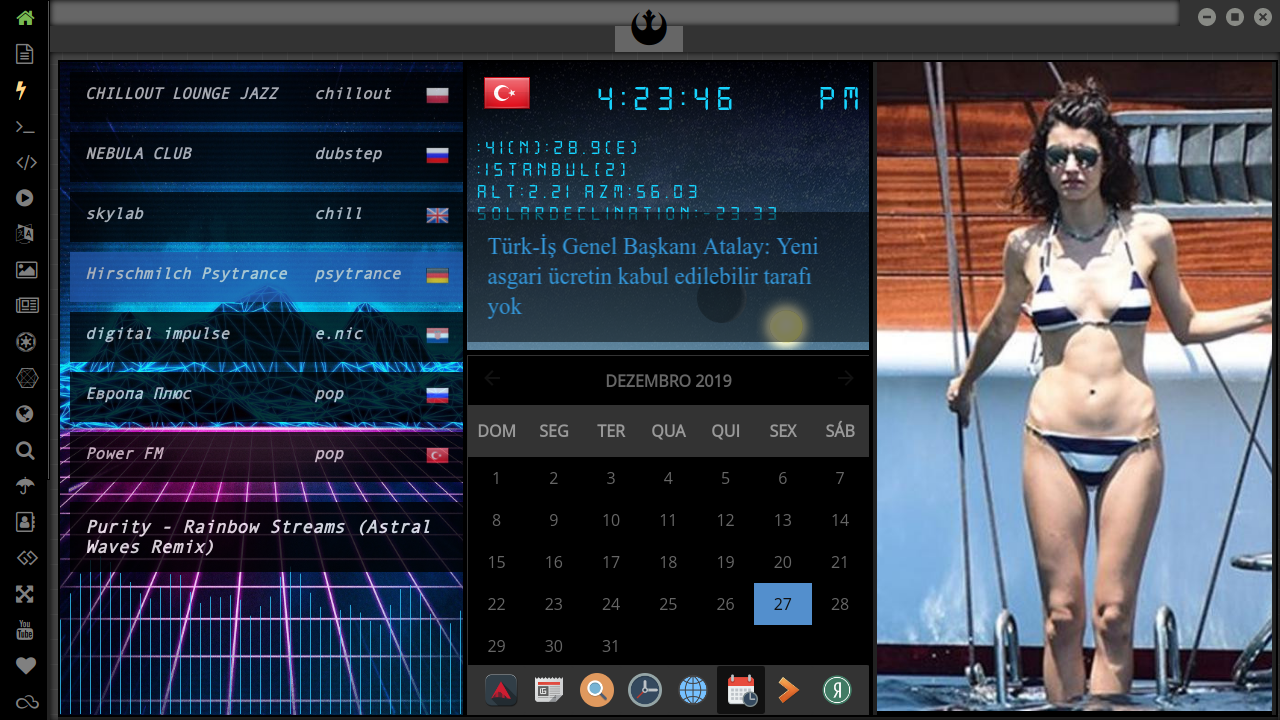 CHILLOUT LOUNGE JAZZ chillout
NEBULA CLUB dubstep
skylab chill
Hirschmilch Psytrance psytrance
digital impulse e.nic
Европа Плюс pop
Power FM pop
Purity - Rainbow Streams (Astral
Waves Remix)
4:23:46 PM
:41(N):28.9(E)
:ISTANBUL(2)
ALT:2.21 AZM:56.03
SOLARDECLINATION:-23.33
Türk-İş Genel Başkanı Atalay: Yeni
asgari ücretin kabul edilebilir tarafı
yok
DEZEMBRO 2019
DOM SEG TER QUA QUI SEX SÁB
1 2 3 4 5 6 7
8 9 10 11 12 13 14
15 16 17 18 19 20 21
22 23 24 25 26 27 28
29 30 31
You
Tube
Я